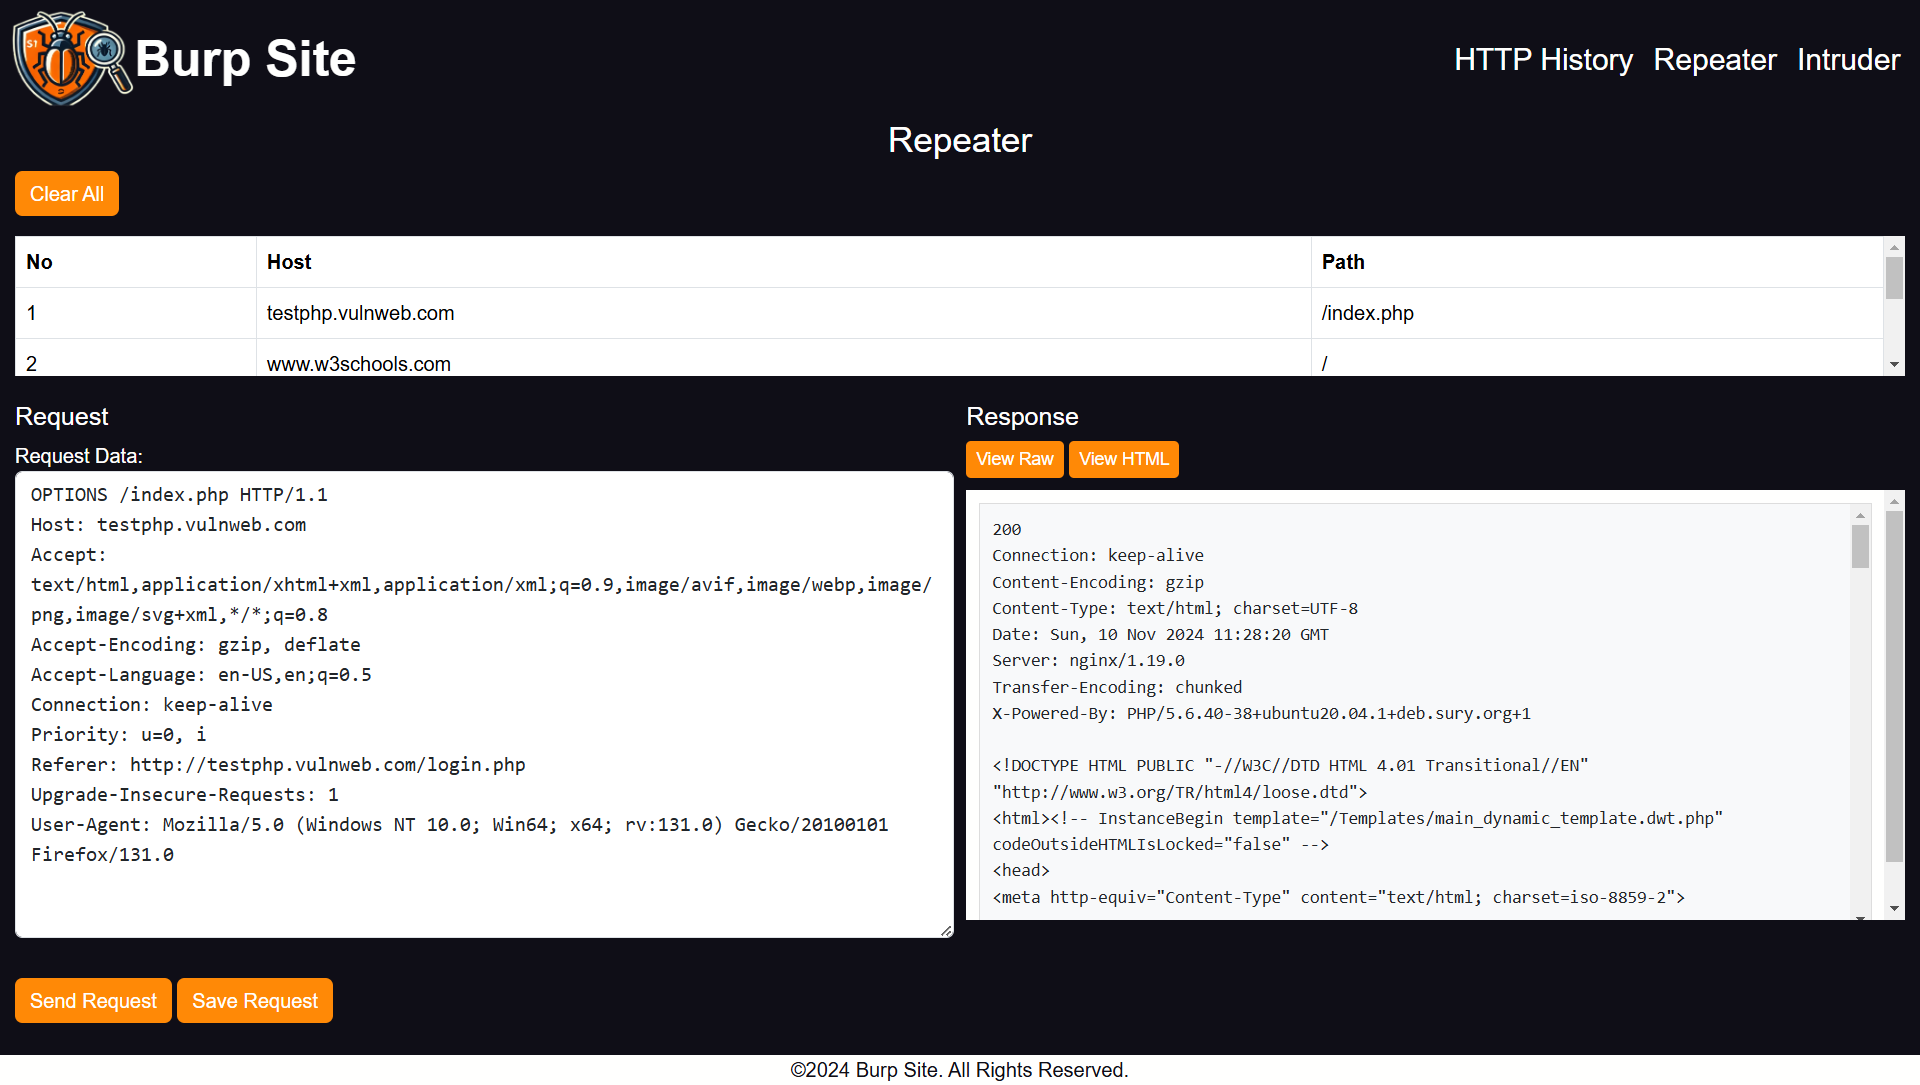 Burp Site
HTTP History Repeater Intruder
Repeater
Clear All
No Host Path
1 testphp.vulnweb.com /index.php
2 www.w3schools.com /
Request
Request Data:
OPTIONS /index.php HTTP/1.1
Host: testphp.vulnweb.com
Accept:
text/html,application/xhtml+xml,application/xml;q=0.9,image/avif,image/webp,image/
png,image/svg+xml,*/*;q=0.8
Accept-Encoding: gzip, deflate
Accept-Language: en-US,en;q=0.5
Connection: keep-alive
Priority: u=0, i
Referer: http://testphp.vulnweb.com/login.php
Upgrade-Insecure-Requests: 1
User-Agent: Mozilla/5.0 (Windows NT 10.0; Win64; x64; rv:131.0) Gecko/20100101
Firefox/131.0
Send Request Save Request
Response
View Raw View HTML
200
Connection: keep-alive
Content-Encoding: gzip
Content-Type: text/html; charset=UTF-8
Date: Sun, 10 Nov 2024 11:28:20 GMT
Server: nginx/1.19.0
Transfer-Encoding: chunked
X-Powered-By: PHP/5.6.40-38+ubuntu20.04.1+deb.sury.org+1
<!DOCTYPE HTML PUBLIC "-//W3C//DTD HTML 4.01 Transitional//EN"
"http://www.w3.org/TR/html4/loose.dtd">
<html><!-- InstanceBegin template="/Templates/main_dynamic_template.dwt.php"
codeOutsideHTMLIsLocked="false" -->
<head>
<meta http-equiv="Content-Type" content="text/html; charset=iso-8859-2">
©2024 Burp Site. All Rights Reserved.